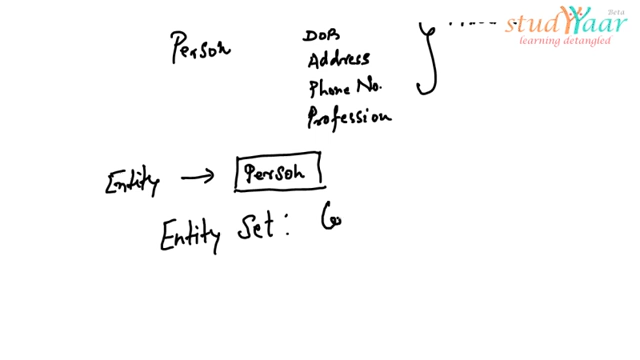 Beta
studYaar
learning detangled
DOB
Person
Address
Phone No.
Profession
Entity → Person
Entity Set :